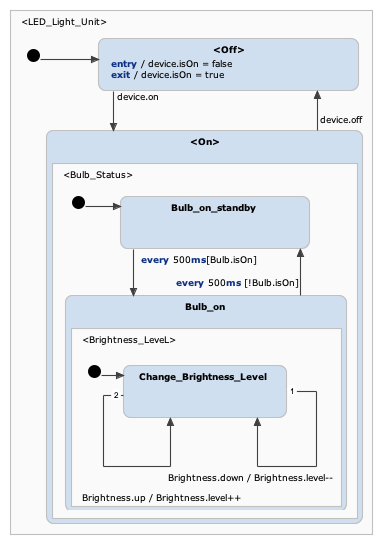 <LED_Light_Unit>
<Off>
entry / device.isOn = false
exit / device.isOn = true
device.on
device.off
<On>
<Bulb_Status>
Bulb_on_standby
every 500ms[Bulb.isOn]
every 500ms [!Bulb.isOn]
Bulb_on
<Brightness_LeveL>
Change_Brightness_Level
2
1
Brightness.down / Brightness.level--
Brightness.up / Brightness.level++